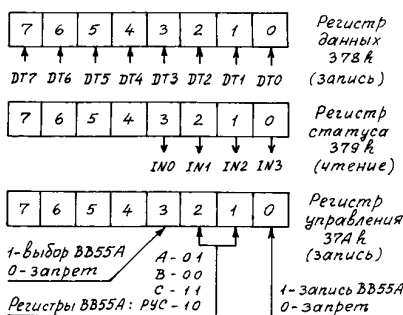 7 6 5 4 3 2 1 0
Регистр
данных
378h
(запись)
DT7 DT6 DT5 DT4 DT3 DT2 DT1 DT0
7 6 5 4 3 2 1 0
Регистр
статуса
379h
(чтение)
IN0 IN1 IN2 IN3
7 6 5 4 3 2 1 0
Регистр
управления
37Ah
(запись)
1-выбор ВВ55А
0-запрет
A-01
B-00
C-11
Регистры ВВ55А: РУС-10
1-запись ВВ55А
0-запрет